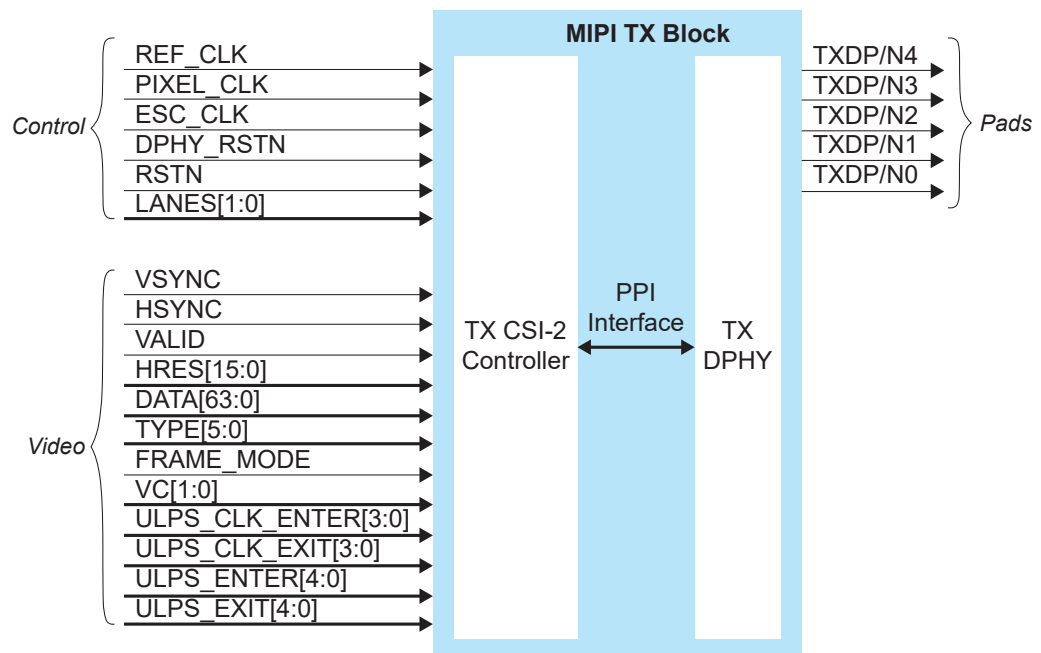 MIPI TX Block
Control
REF_CLK
PIXEL_CLK
ESC_CLK
DPHY_RSTN
RSTN
LANES[1:0]
Video
VSYNC
HSYNC
VALID
HRES[15:0]
DATA[63:0]
TYPE[5:0]
FRAME_MODE
VC[1:0]
ULPS_CLK_ENTER[3:0]
ULPS_CLK_EXIT[3:0]
ULPS_ENTER[4:0]
ULPS_EXIT[4:0]
TX CSI-2
Controller
PPI
Interface
TX
DPHY
TXDP/N4
TXDP/N3
TXDP/N2
TXDP/N1
TXDP/N0
Pads